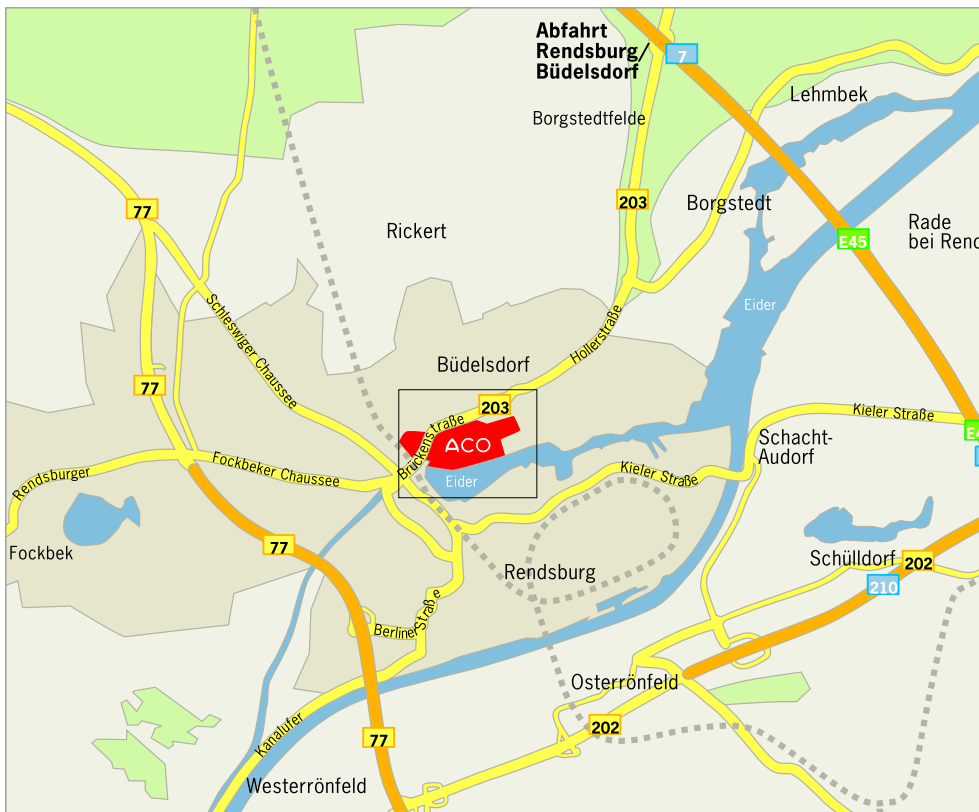 Abfahrt
Rendsburg/
Büdelsdorf
7
Lehmbek
Borgstedtfelde
203
77
Borgstedt
Rickert
Rade
E45
Eider
Schleswiger Chaussee
Hollerstraße
Büdelsdorf
77
203
Kieler Straße
Brückenstraße
ACO
Schacht-
Audorf
Fockbeker Chaussee
Rendsburger
Kieler Straße
Eider
77
Fockbek
Rendsburg
Schülldorf
202
210
Berliner Straße
Osterrönfeld
202
Kanalufer
77
Westerrönfeld